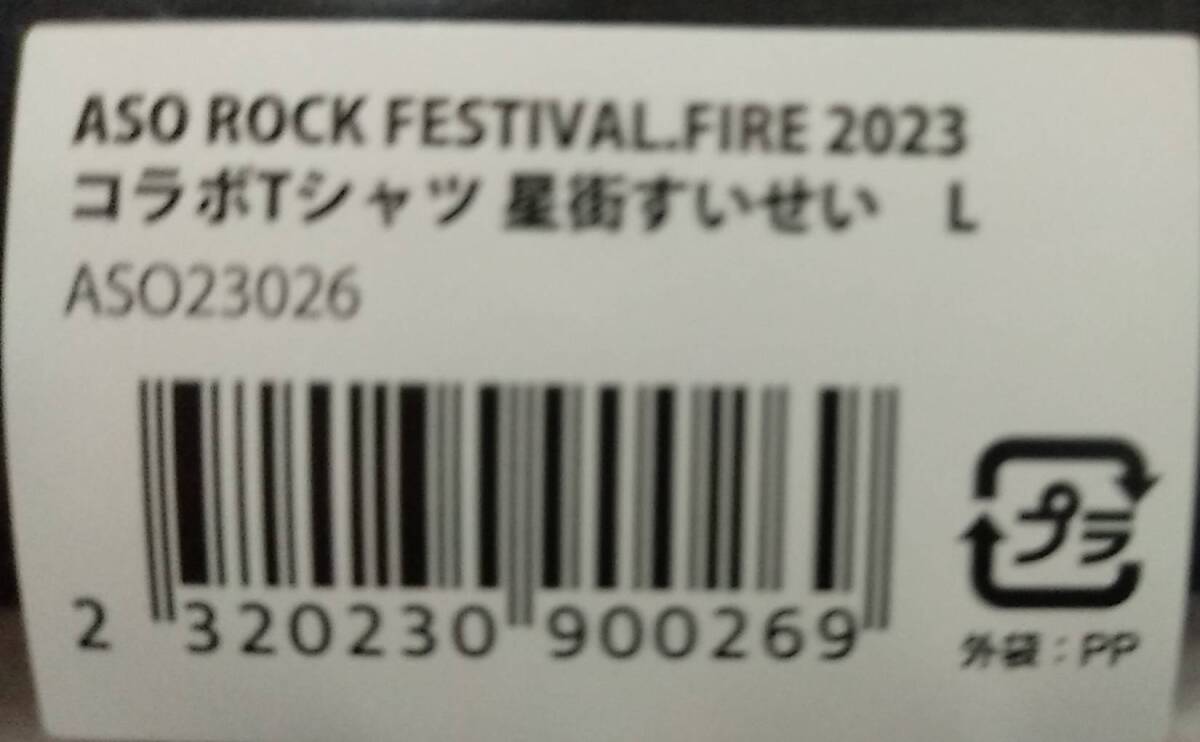 ASO ROCK FESTIVAL.FIRE 2023
コラボTシャツ 星街すいせい　L
ASO23026
2 320230 900269
プラ
外袋：PP